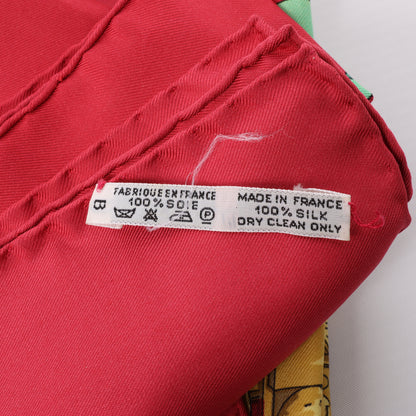 FABRIQUE EN FRANCE
100% SOIE
B
P
MADE IN FRANCE
100% SILK
DRY CLEAN ONLY